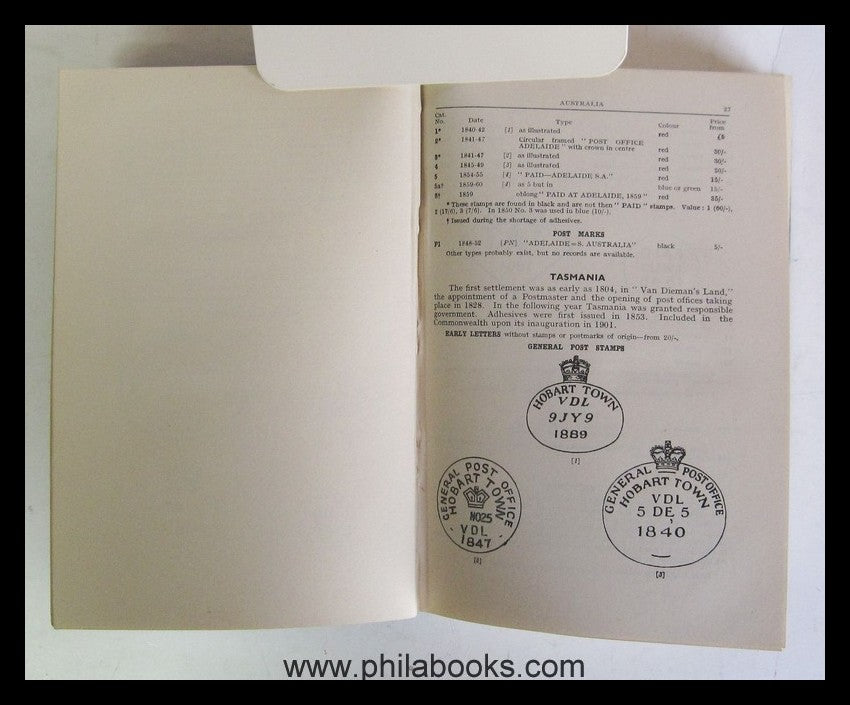 AUSTRALIA 27
Cat. No. Date Type Colour Price from
1* 1840-42 [1] as illustrated red £5
2* 1841-47 Circular framed "POST OFFICE
ADELAIDE" with crown in centre red 30/-
3* 1841-47 [2] as illustrated red 30/-
4 1845-49 [3] as illustrated red 20/-
5 1854-55 [4] "PAID—ADELAIDE S.A." red 15/-
5a† 1859-60 [4] as 5 but in blue or green 15/-
6† 1859 oblong "PAID AT ADELAIDE, 1859" red 35/-
* These stamps are found in black and are not then "PAID" stamps. Value: 1 (60/-),
2 (17/6), 3 (7/6). In 1850 No. 3 was used in blue (10/-).
† Issued during the shortage of adhesives.
POST MARKS
P1 1848-52 [PN] "ADELAIDE=S. AUSTRALIA" black 5/-
Other types probably exist, but no records are available.
TASMANIA
The first settlement was as early as 1804, in "Van Dieman's Land,"
the appointment of a Postmaster and the opening of post offices taking
place in 1828. In the following year Tasmania was granted responsible
government. Adhesives were first issued in 1853. Included in the
Commonwealth upon its inauguration in 1901.
EARLY LETTERS without stamps or postmarks of origin—from 20/-.
GENERAL POST STAMPS
HOBART TOWN
VDL
9JY9
1839
[1]
GENERAL POST OFFICE
HOBART TOWN
NO25
VDL
1847
[2]
GENERAL POST OFFICE
HOBART TOWN
VDL
5 DE 5
1840
[3]
www.philabooks.com